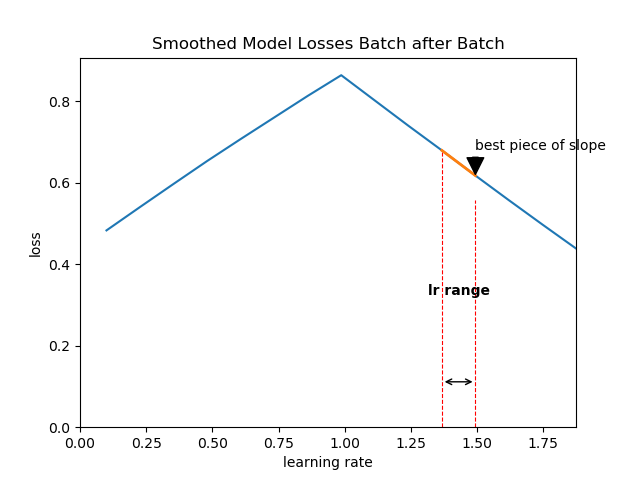 Smoothed Model Losses Batch after Batch
best piece of slope
lr range
loss
0.8
0.6
0.4
0.2
0.0
0.00 0.25 0.50 0.75 1.00 1.25 1.50 1.75
learning rate